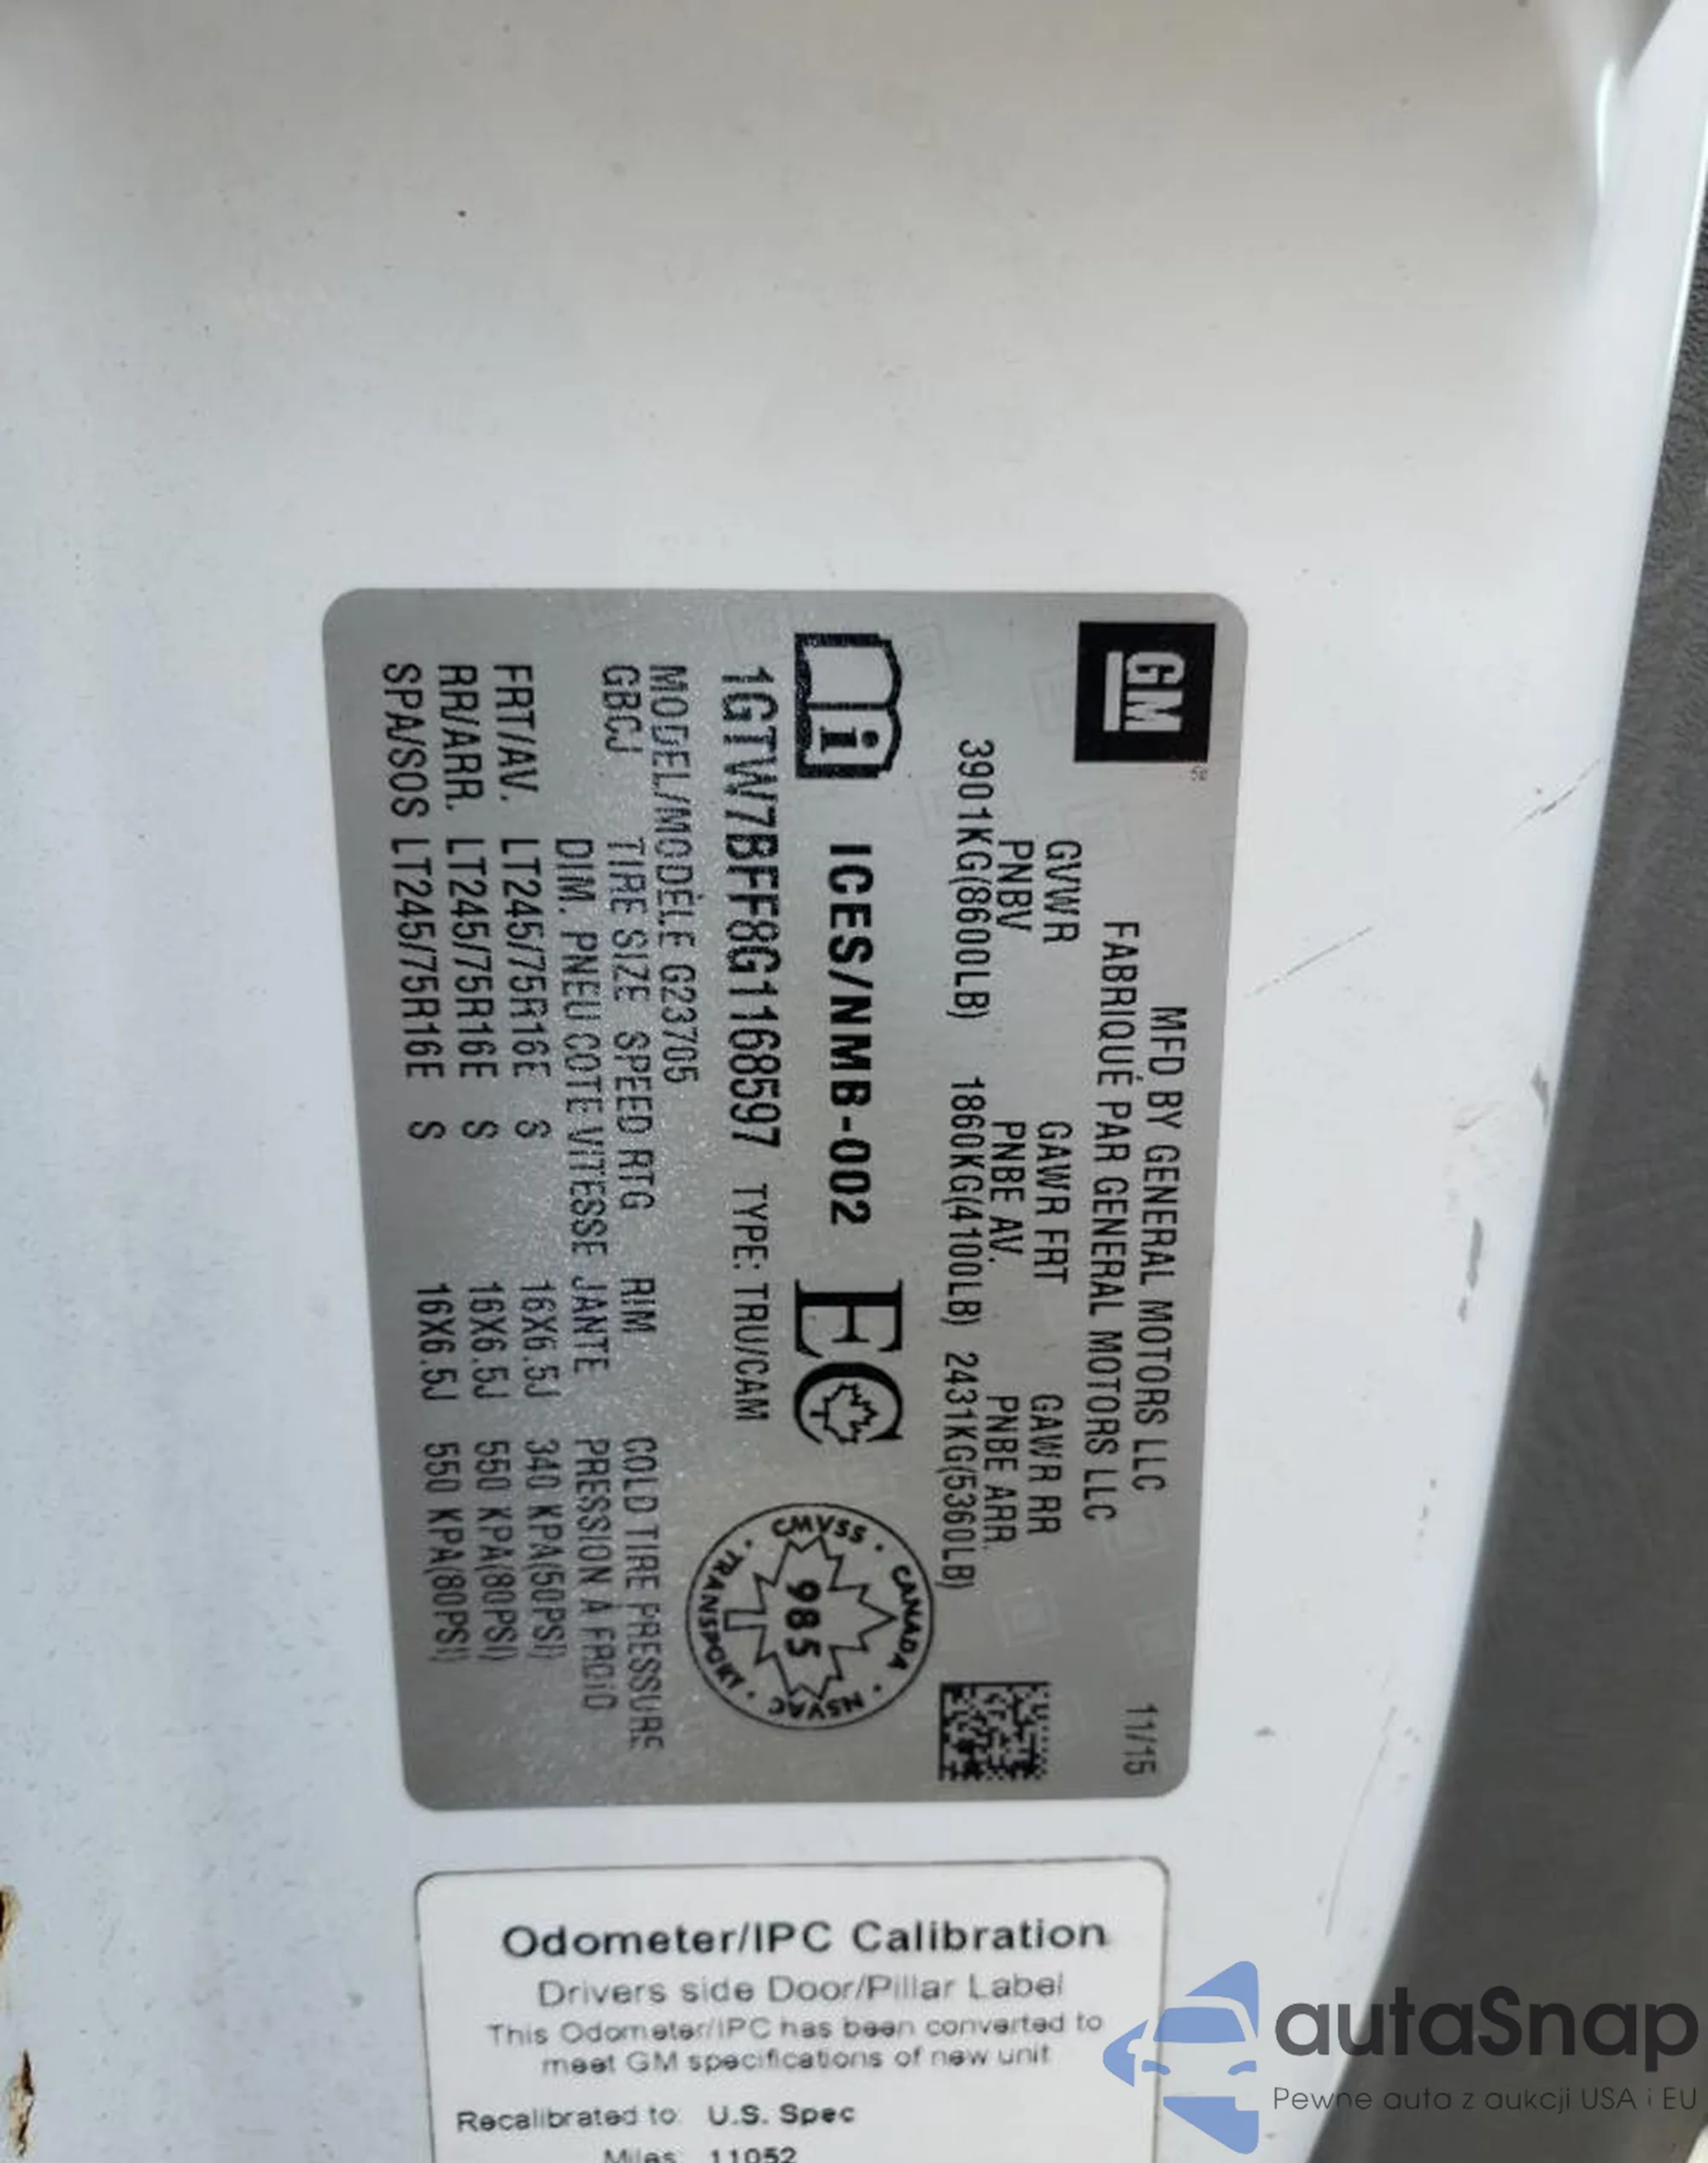 GM
MFD BY GENERAL MOTORS LLC
FABRIQUÉ PAR GENERAL MOTORS LLC
11/15
GVWR GAWR FRT GAWR RR
PNBV PNBE AV. PNBE ARR
3901KG(8600LB) 1860KG(4100LB) 2431KG(5360LB)
i ICES/NMB-002 EC
CMVSS · CANADA · NSVAC · TRANSPORT ·
985
1GTW7BFF8G1168597 TYPE: TRU/CAM
MODEL/MODÈLE G23705
GBCJ TIRE SIZE SPEED RTG RIM COLD TIRE PRESSURE
DIM. PNEU COTE VITESSE JANTE PRESSION À FROID
FRT/AV. LT245/75R16E S 16X6.5J 340 KPA(50PSI)
RR/ARR. LT245/75R16E S 16X6.5J 550 KPA(80PSI)
SPA/SOS LT245/75R16E S 16X6.5J 550 KPA(80PSI)
Odometer/IPC Calibration
Drivers side Door/Pillar Label
This Odometer/IPC has been converted to
meet GM specifications of new unit
Recalibrated to: U.S. Spec
Miles 11052
autaSnap
Pewne auta z aukcji USA i EU